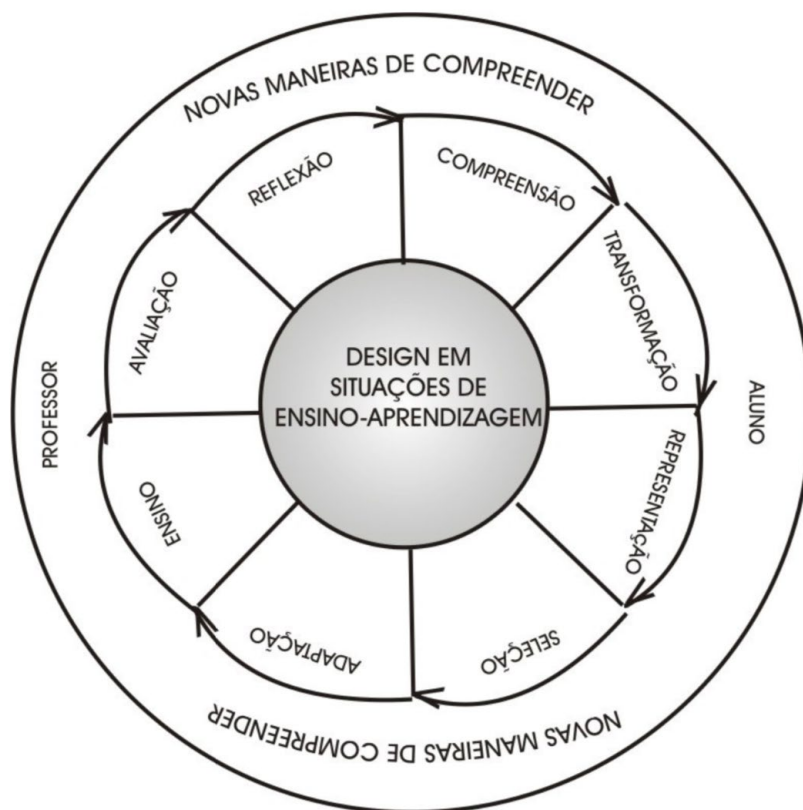 NOVAS MANEIRAS DE COMPREENDER
REFLEXÃO
COMPREENSÃO
TRANSFORMAÇÃO
AVALIAÇÃO
DESIGN EM
SITUAÇÕES DE
ENSINO-APRENDIZAGEM
PROFESSOR
ALUNO
REPRESENTAÇÃO
ENSINO
SELEÇÃO
ADAPTAÇÃO
NOVAS MANEIRAS DE COMPREENDER